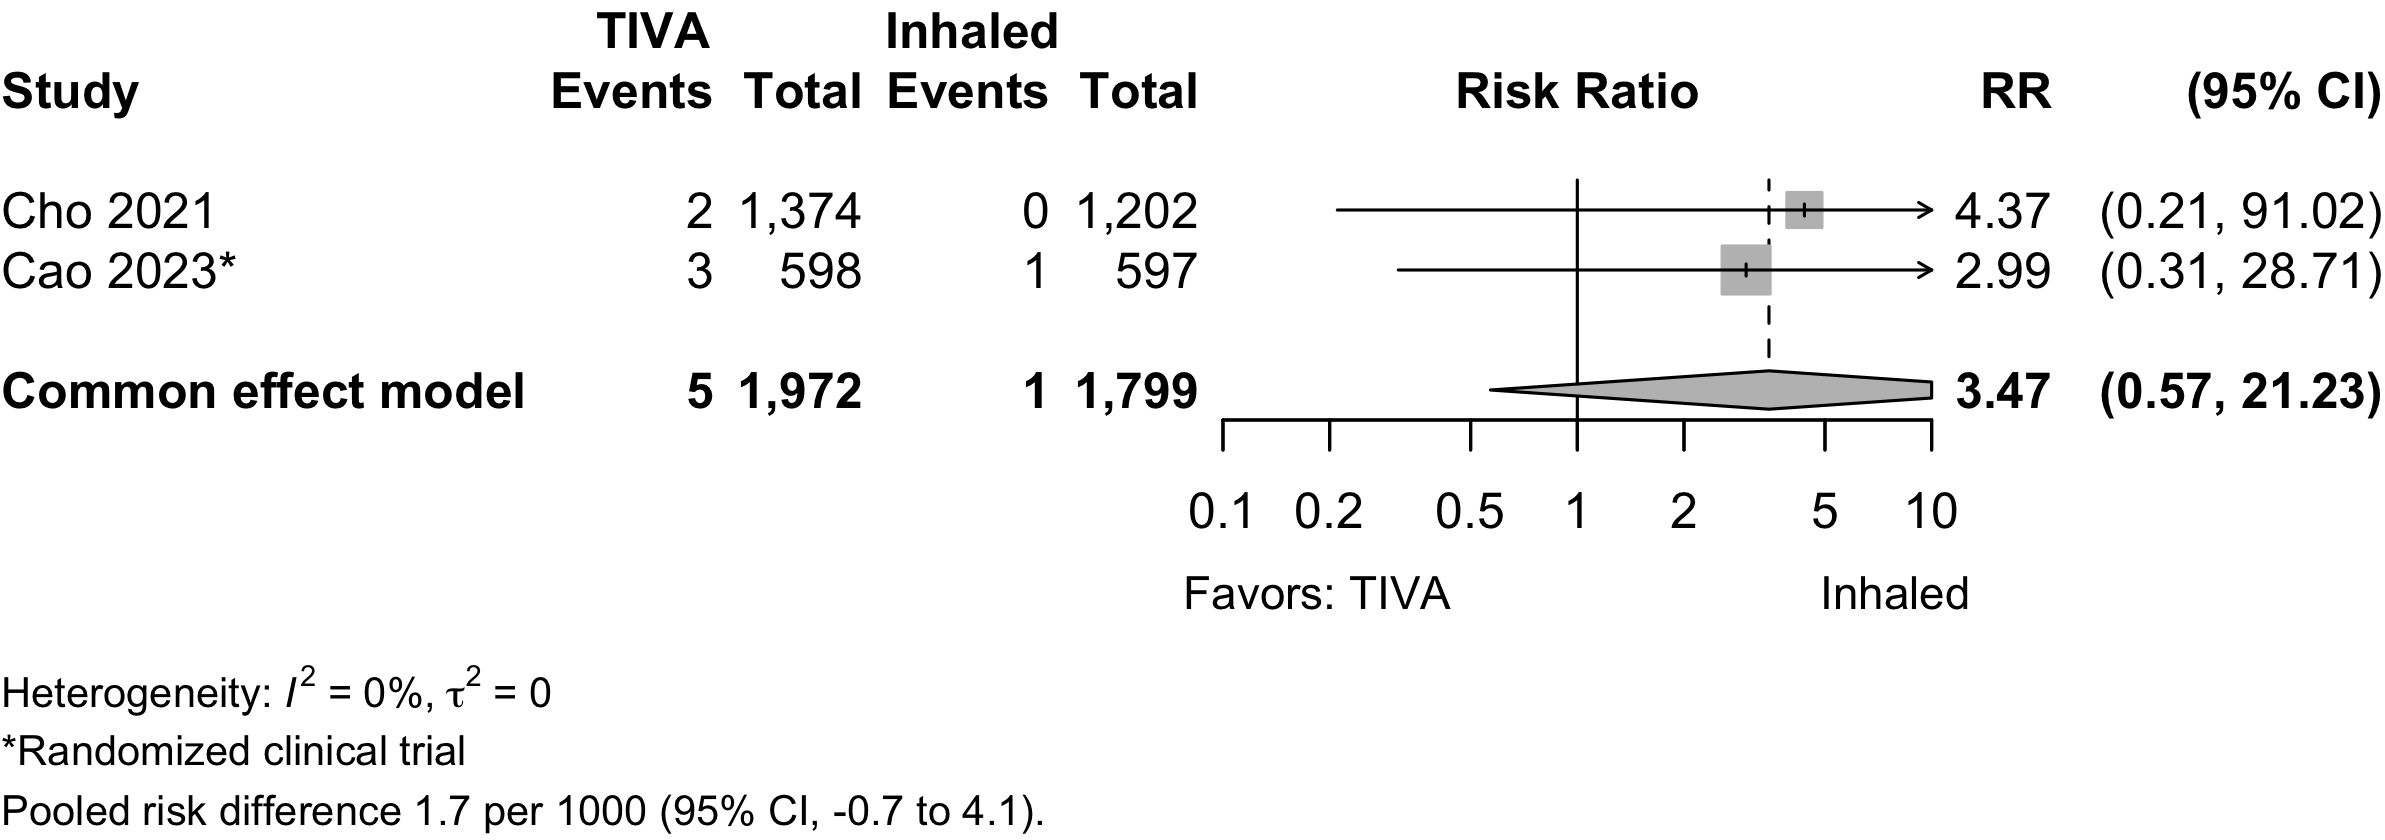 TIVA Inhaled
Study Events Total Events Total Risk Ratio RR (95% CI)
Cho 2021 2 1,374 0 1,202 4.37 (0.21, 91.02)
Cao 2023* 3 598 1 597 2.99 (0.31, 28.71)
Common effect model 5 1,972 1 1,799 3.47 (0.57, 21.23)
0.1 0.2 0.5 1 2 5 10
Favors: TIVA Inhaled
Heterogeneity: I² = 0%, τ² = 0
*Randomized clinical trial
Pooled risk difference 1.7 per 1000 (95% CI, -0.7 to 4.1).